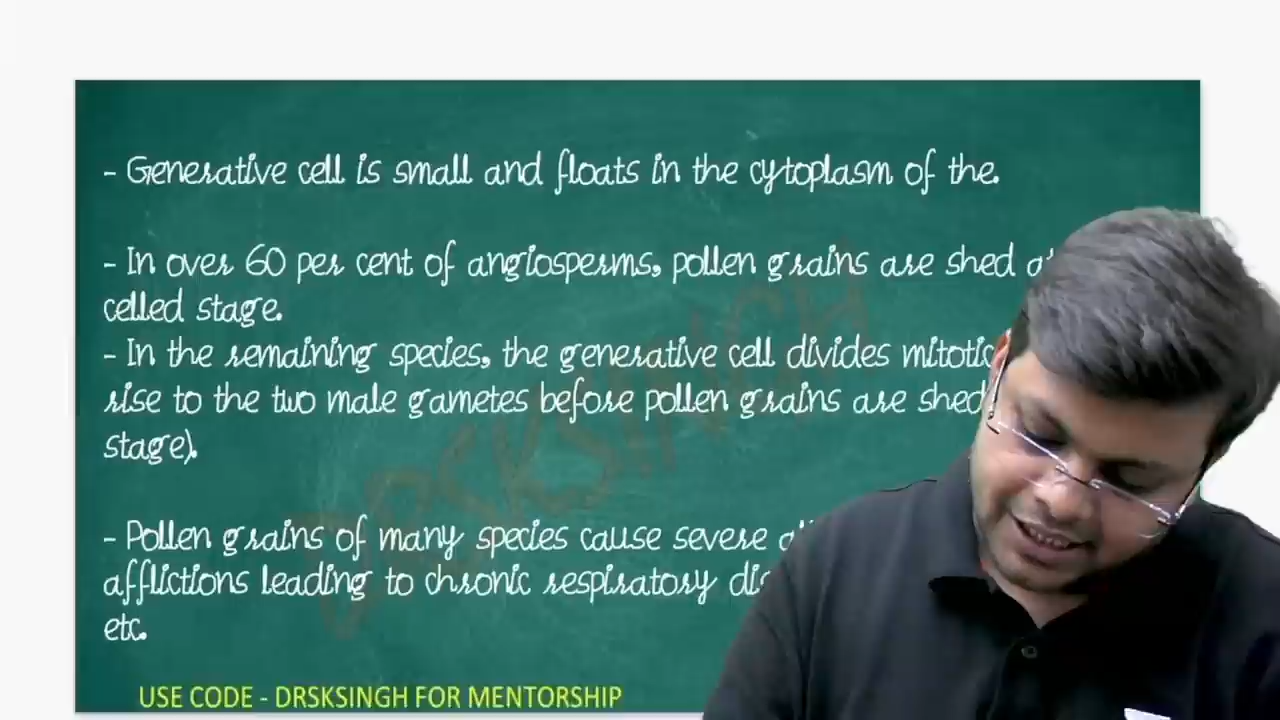 - Generative cell is small and floats in the cytoplasm of the.
- In over 60 per cent of angiosperms, pollen grains are shed
celled stage.
- In the remaining species, the generative cell divides
rise to the two male gametes before pollen grains are shed
stage).
- Pollen grains of many species cause severe
afflictions leading to chronic respiratory
etc.
DRSKSINGH
USE CODE - DRSKSINGH FOR MENTORSHIP